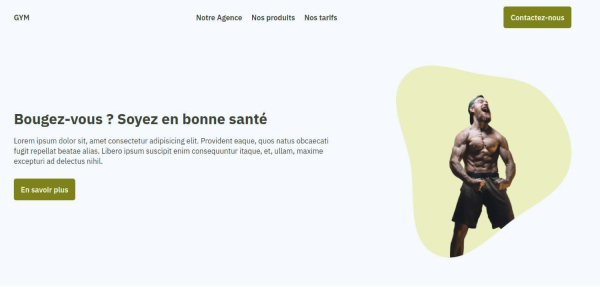 GYM
Notre Agence Nos produits Nos tarifs
Contactez-nous
Bougez-vous ? Soyez en bonne santé
Lorem ipsum dolor sit, amet consectetur adipisicing elit. Provident eaque, quos natus obcaecati
fugit repellat beatae alias. Libero ipsum suscipit enim consequuntur itaque, et, ullam, maxime
excepturi ad delectus nihil.
En savoir plus